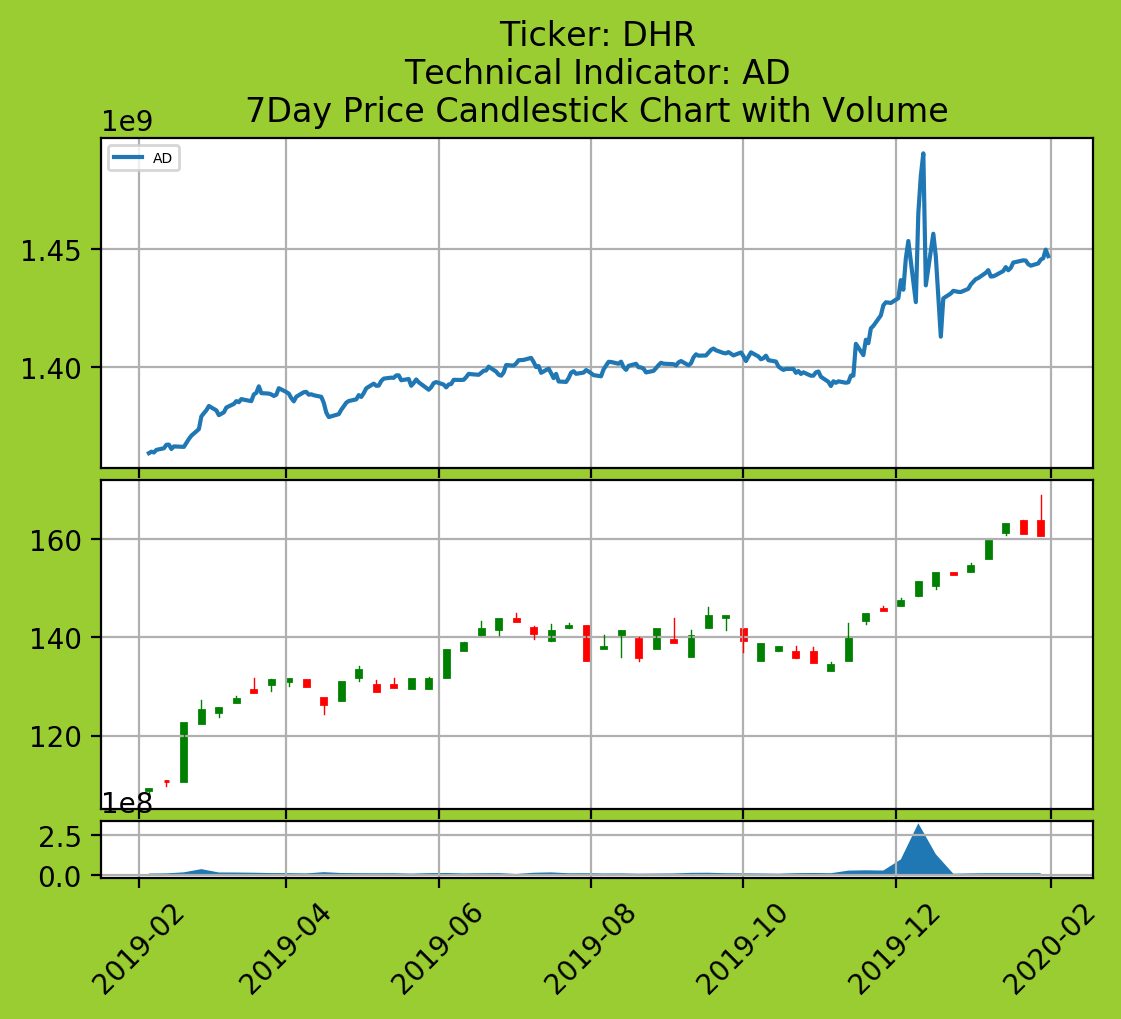 Ticker: DHR
Technical Indicator: AD
7Day Price Candlestick Chart with Volume
1e9
AD
1.45
1.40
160
140
120
1e8
2.5
0.0
2019-02
2019-04
2019-06
2019-08
2019-10
2019-12
2020-02